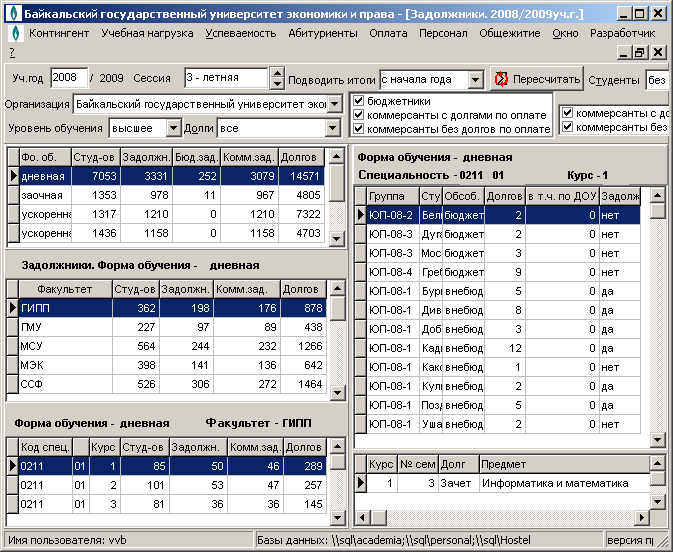 Байкальский государственный университет экономики и права - [Задолжники. 2008/2009уч.г.]
Контингент Учебная нагрузка Успеваемость Абитуриенты Оплата Персонал Общежитие Окно Разработчик
?
Уч.год 2008 / 2009 Сессия 3 - летняя Подводить итоги с начала года Пересчитать Студенты без
Организация Байкальский государственный университет
Уровень обучения высшее Долги все
бюджетники
коммерсанты с долгами по оплате
коммерсанты без долгов по оплате
коммерсанты с
коммерсанты без
Фо. об. Студ-ов Задолжн. Бюд.зад. Комм.зад. Долгов
дневная 7053 3331 252 3079 14571
заочная 1353 978 11 967 4805
ускоренна 1317 1210 0 1210 7322
ускоренна 1436 1158 0 1158 4703
Задолжники. Форма обучения - дневная
Факультет Студ-ов Задолжн. Комм.зад. Долгов
ГИПП 362 198 176 878
ГМУ 227 97 89 438
МСУ 564 244 232 1266
МЭК 398 141 136 642
ССФ 526 306 272 1464
Форма обучения - дневная Факультет - ГИПП
Код спец. Курс Студ-ов Задолжн. Комм.зад. Долгов
0211 01 1 85 50 46 289
0211 01 2 101 53 47 257
0211 01 3 81 36 36 145
Форма обучения - дневная
Специальность - 0211 01 Курс - 1
Группа Сту Обсоб. Долгов в т.ч. по ДОУ Задолж
ЮП-08-2 Бел бюджет 2 0 нет
ЮП-08-3 Дуг бюджет 2 0 нет
ЮП-08-3 Мос бюджет 3 0 нет
ЮП-08-4 Греб бюджет 9 0 нет
ЮП-08-1 Бур внебюд 5 0 да
ЮП-08-1 Див внебюд 8 0 да
ЮП-08-1 Доб внебюд 3 0 да
ЮП-08-1 Кад внебюд 12 0 да
ЮП-08-1 Как внебюд 1 0 нет
ЮП-08-1 Кул внебюд 2 0 да
ЮП-08-1 Позд внебюд 5 0 да
ЮП-08-1 Уша внебюд 2 0 нет
Курс № сем Долг Предмет
1 3 Зачет Информатика и математика
Имя пользователя: vvb Базы данных: \\sql\academia;\\sql\personal;\\sql\Hostel версия